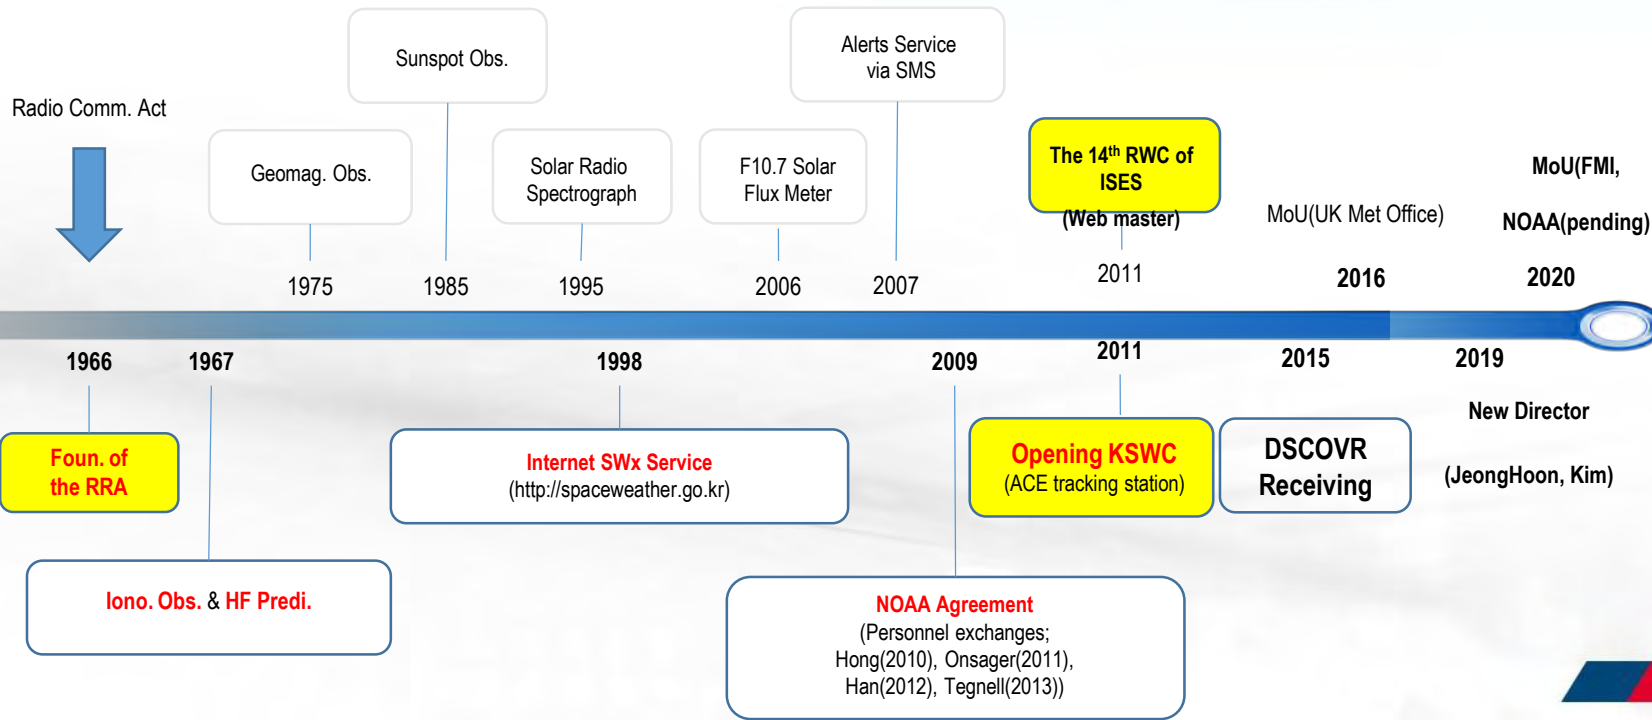 Radio Comm. Act
Geomag. Obs.
Sunspot Obs.
Solar Radio
Spectrograph
F10.7 Solar
Flux Meter
Alerts Service
via SMS
The 14th RWC of
ISES
(Web master)
MoU(UK Met Office)
MoU(FMI,
NOAA(pending)
1975
1985
1995
2006
2007
2011
2016
2020
1966
1967
1998
2009
2011
2015
2019
Foun. of
the RRA
Iono. Obs. & HF Predi.
Internet SWx Service
(http://spaceweather.go.kr)
NOAA Agreement
(Personnel exchanges;
Hong(2010), Onsager(2011),
Han(2012), Tegnell(2013))
Opening KSWC
(ACE tracking station)
DSCOVR
Receiving
New Director
(JeongHoon, Kim)